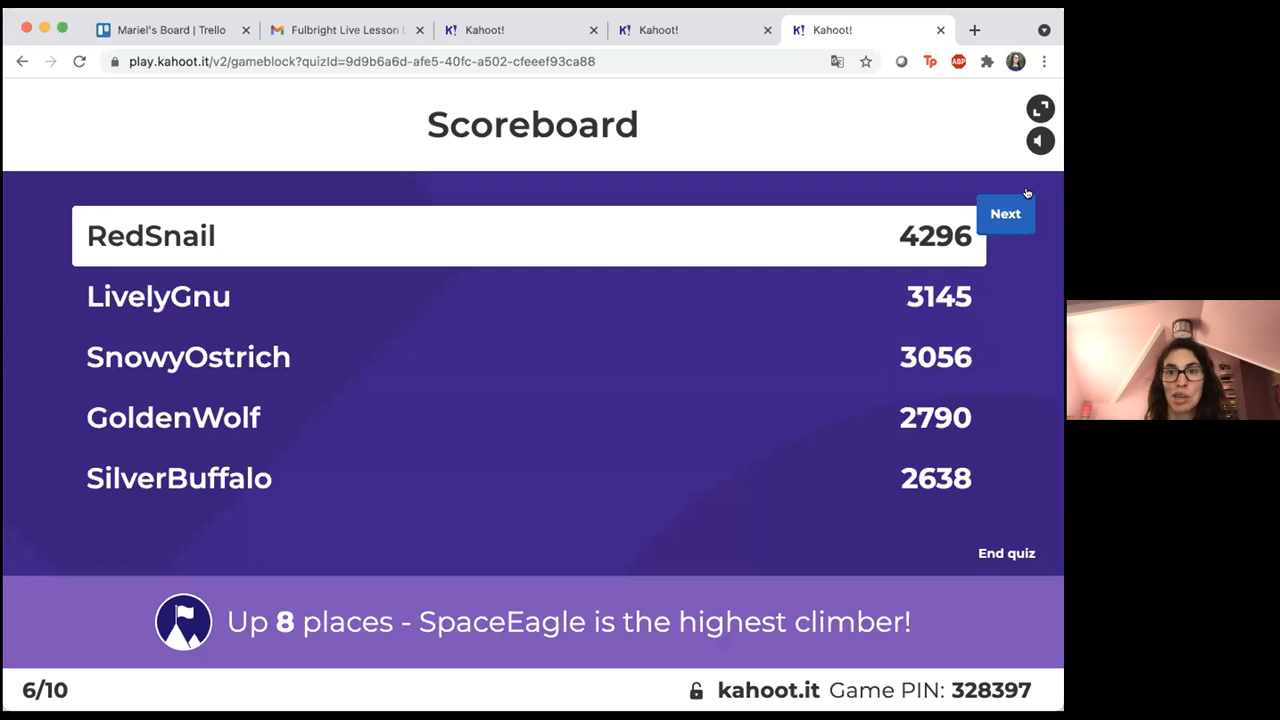 Mariel's Board | Trello
Fulbright Live Lesson
K! Kahoot!
K! Kahoot!
K! Kahoot!
play.kahoot.it/v2/gameblock?quizId=9d9b6a6d-afe5-40fc-a502-cfeeef93ca88
Tp
ABP
Scoreboard
Next
RedSnail 4296
LivelyGnu 3145
SnowyOstrich 3056
GoldenWolf 2790
SilverBuffalo 2638
End quiz
Up 8 places - SpaceEagle is the highest climber!
6/10
kahoot.it Game PIN: 328397